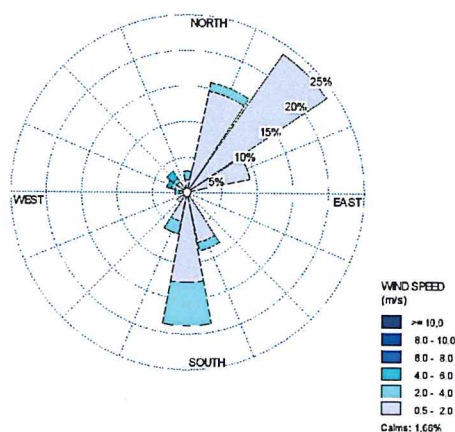 NORTH
25%
20%
15%
10%
5%
WEST
EAST
SOUTH
WIND SPEED
(m/s)
>= 10,0
8.0 - 10.0
6.0 - 8.0
4.0 - 6.0
2.0 - 4.0
0.5 - 2.0
Calms: 1.66%